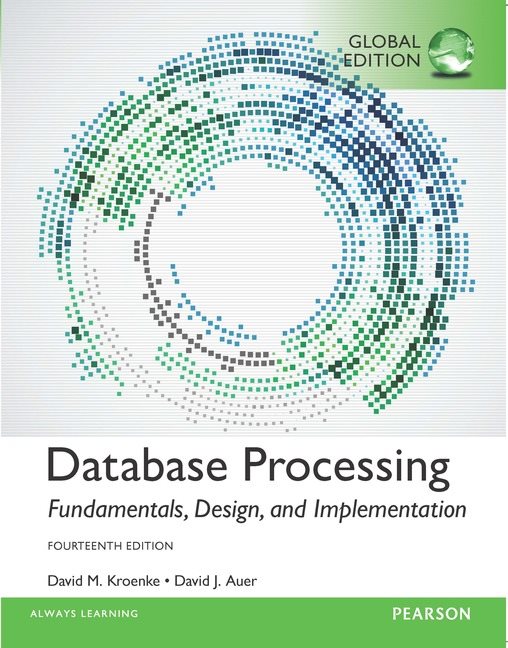 GLOBAL
EDITION
Database Processing
Fundamentals, Design, and Implementation
FOURTEENTH EDITION
David M. Kroenke • David J. Auer
ALWAYS LEARNING
PEARSON